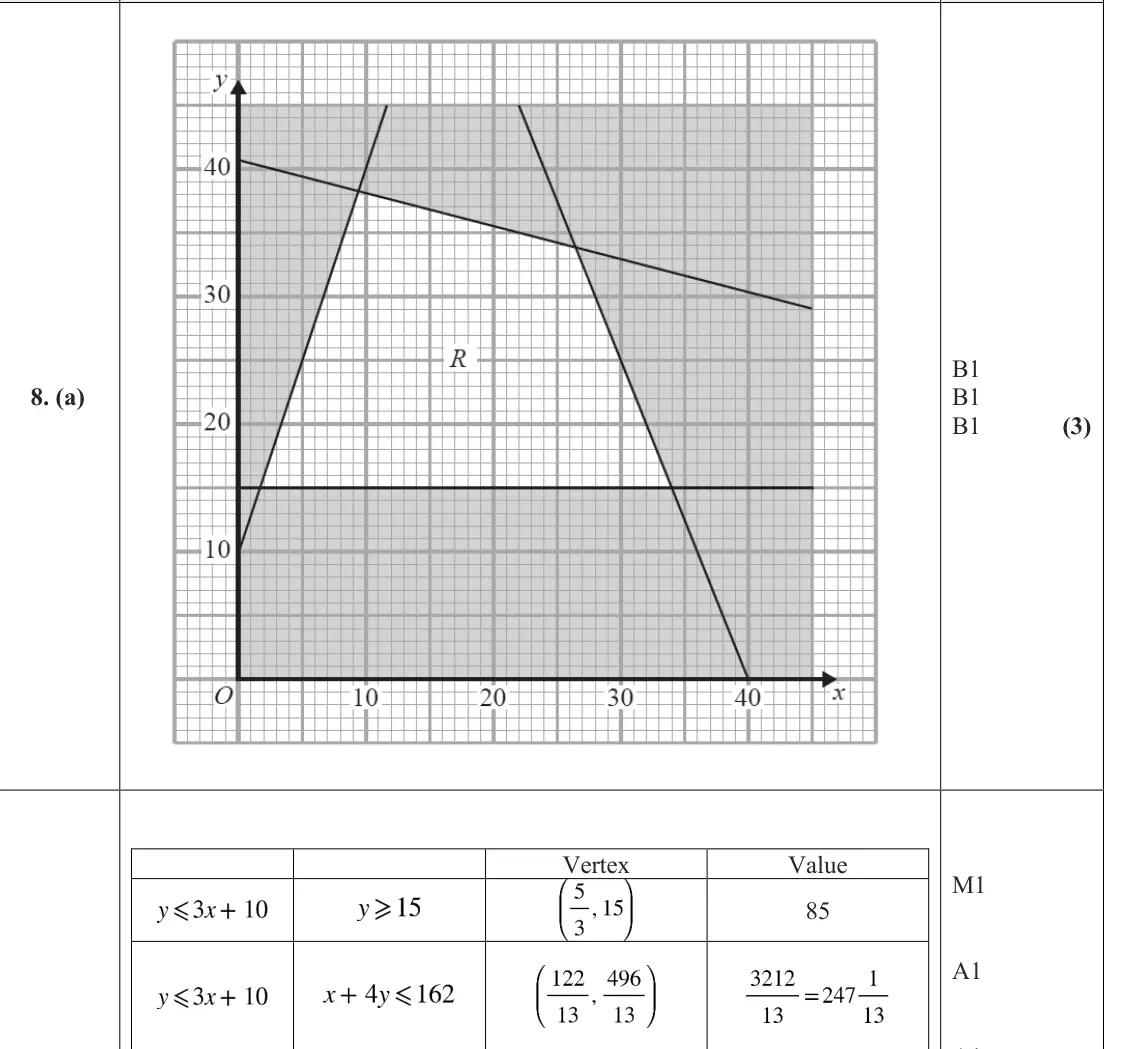 y
40
30
R
B1
8. (a)
B1
20
B1 (3)
10
O 10 20 30 40 x
Vertex Value
M1
y ⩽ 3x + 10 y ⩾ 15 (5/3, 15) 85
A1
y ⩽ 3x + 10 x + 4y ⩽ 162 (122/13, 496/13) 3212/13 = 247 1/13